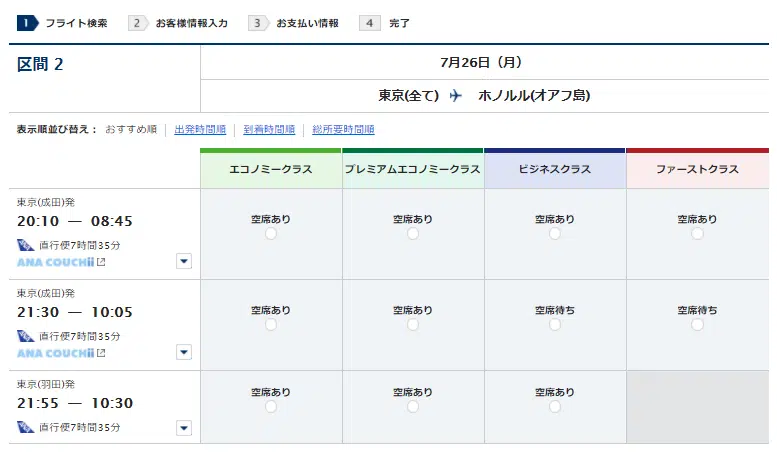 1 フライト検索 2 お客様情報入力 3 お支払い情報 4 完了
区間 2
7月26日（月）
東京(全て) ホノルル(オアフ島)
表示順並び替え： おすすめ順 出発時間順 到着時間順 総所要時間順
エコノミークラス プレミアムエコノミークラス ビジネスクラス ファーストクラス
東京(成田)発
20:10 — 08:45
直行便7時間35分
ANA COUCHii
空席あり 空席あり 空席あり 空席あり
東京(成田)発
21:30 — 10:05
直行便7時間35分
ANA COUCHii
空席あり 空席あり 空席待ち 空席待ち
東京(羽田)発
21:55 — 10:30
直行便7時間35分
空席あり 空席あり 空席あり